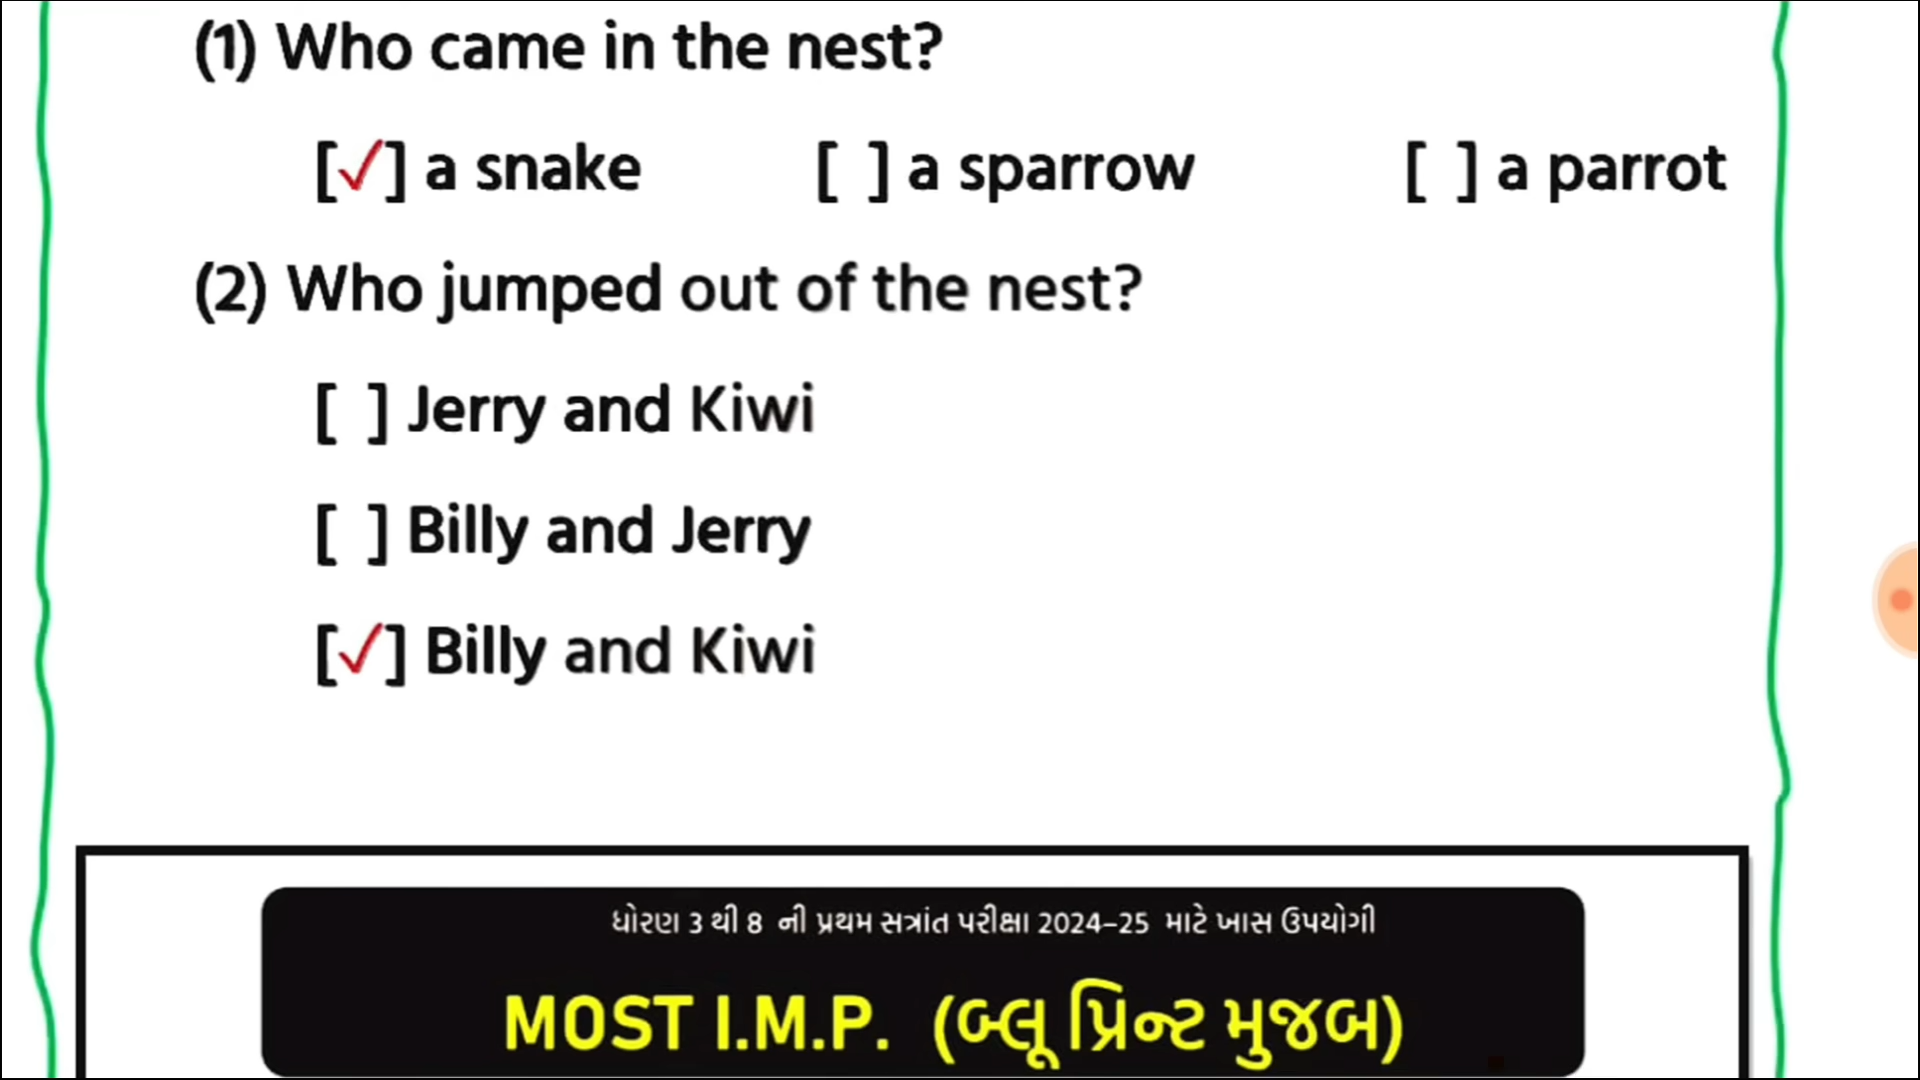 (1) Who came in the nest?
[✓] a snake [ ] a sparrow [ ] a parrot
(2) Who jumped out of the nest?
[ ] Jerry and Kiwi
[ ] Billy and Jerry
[✓] Billy and Kiwi
ધોરણ 3 થી 8 ની પ્રથમ સત્રાંત પરીક્ષા 2024-25 માટે ખાસ ઉપયોગી
MOST I.M.P. (બ્લૂ પ્રિન્ટ મુજબ)